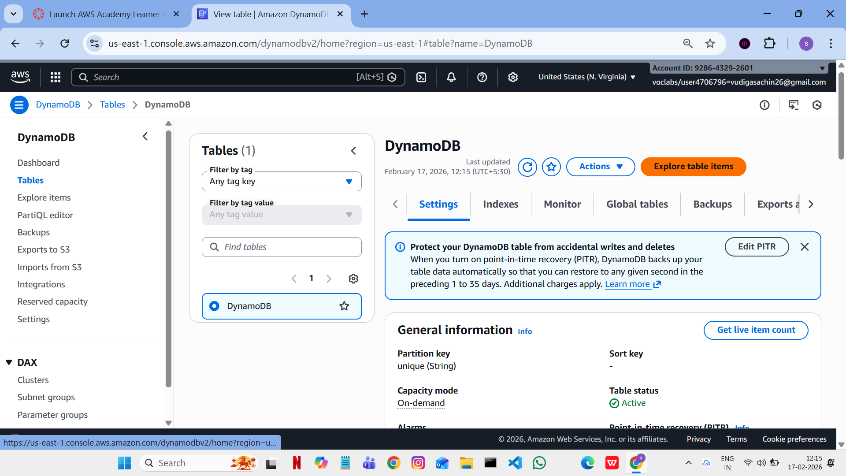 Launch AWS Academy Learner
View table | Amazon DynamoD
us-east-1.console.aws.amazon.com/dynamodbv2/home?region=us-east-1#table?name=DynamoDB
S
aws
Search
[Alt+S]
United States (N. Virginia)
Account ID: 9286-4329-2601
voclabs/user4706796=vudigasachin26@gmail.com
DynamoDB
Tables
DynamoDB
DynamoDB
Dashboard
Tables
Explore items
PartiQL editor
Backups
Exports to S3
Imports from S3
Integrations
Reserved capacity
Settings
DAX
Clusters
Subnet groups
Parameter groups
Tables (1)
Filter by tag
Any tag key
Filter by tag value
Any tag value
Find tables
1
DynamoDB
DynamoDB
Last updated
February 17, 2026, 12:15 (UTC+5:30)
Actions
Explore table items
Settings
Indexes
Monitor
Global tables
Backups
Exports a
Protect your DynamoDB table from accidental writes and deletes
When you turn on point-in-time recovery (PITR), DynamoDB backs up your
table data automatically so that you can restore to any given second in the
preceding 1 to 35 days. Additional charges apply. Learn more
Edit PITR
General information Info
Get live item count
Partition key
unique (String)
Sort key
-
Capacity mode
On-demand
Table status
Active
Alarms
Point-in-time recovery (PITR) Info
https://us-east-1.console.aws.amazon.com/dynamodbv2/home?region=u...
© 2026, Amazon Web Services, Inc. or its affiliates.
Privacy
Terms
Cookie preferences
Search
ENG
IN
12:15
17-02-2026